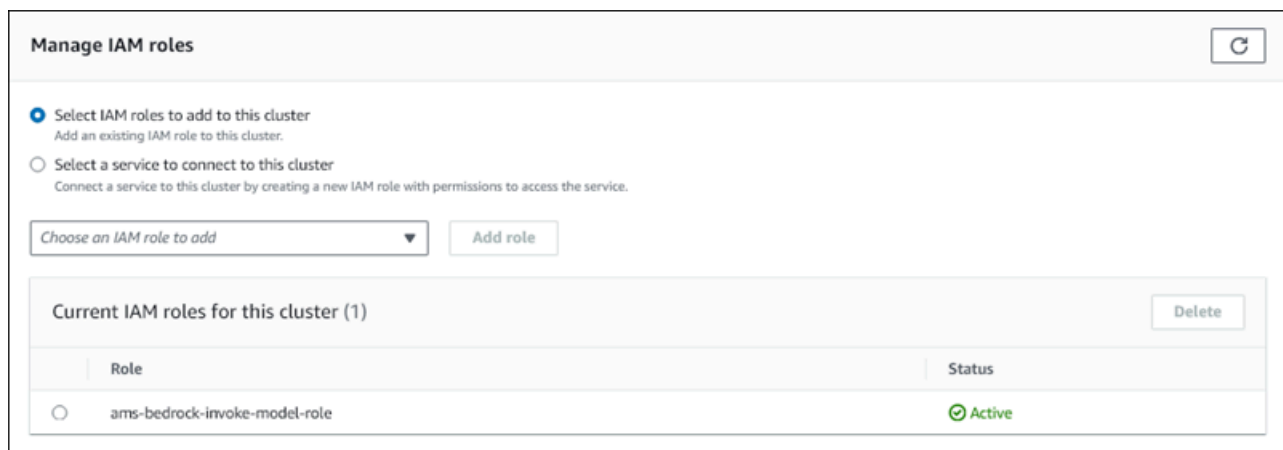 Manage IAM roles
Select IAM roles to add to this cluster
Add an existing IAM role to this cluster.
Select a service to connect to this cluster
Connect a service to this cluster by creating a new IAM role with permissions to access the service.
Choose an IAM role to add
Add role
Current IAM roles for this cluster (1)
Delete
Role
Status
ams-bedrock-invoke-model-role
Active